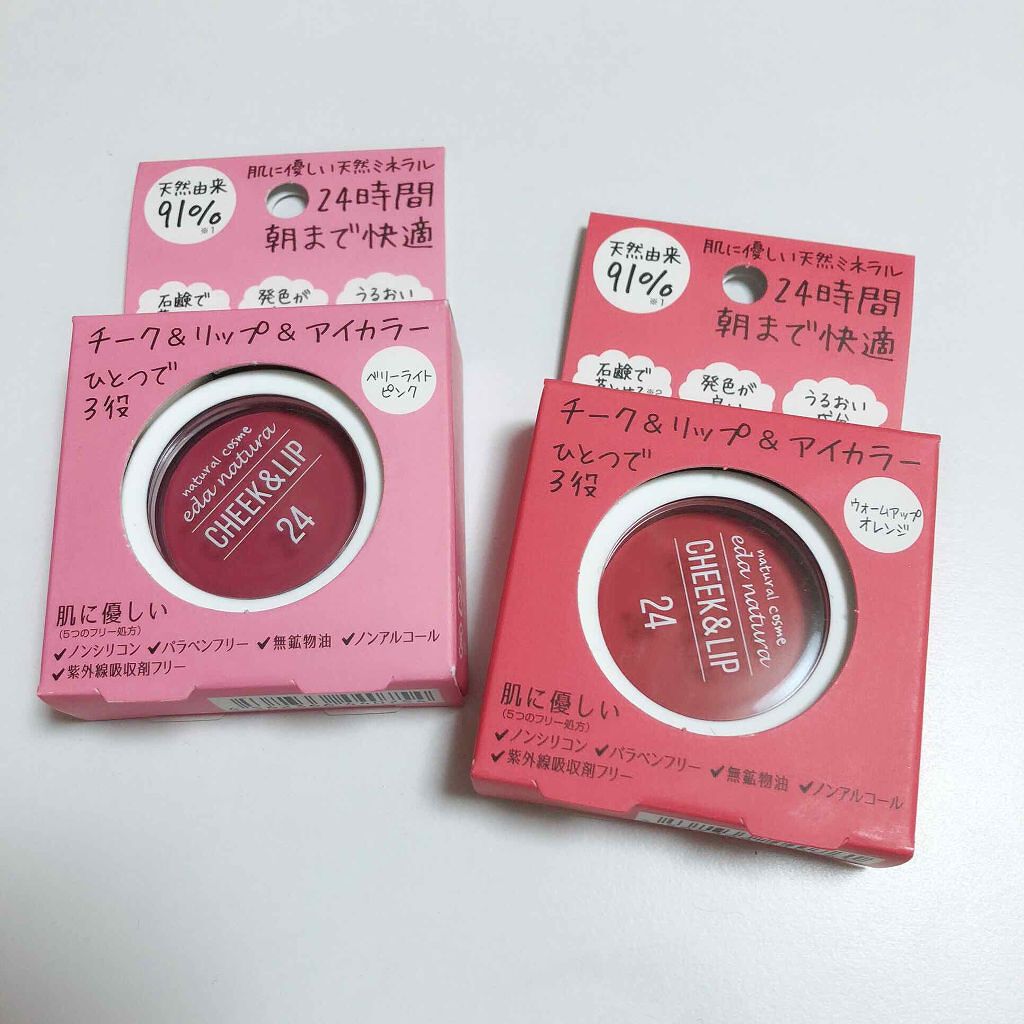 肌に優しい天然ミネラル
天然由来
91%
※1
24時間
朝まで快適
石鹸で
発色が
うるおい
チーク&リップ&アイカラー
ひとつで
3役
ベリーライト
ピンク
natural cosme
eda natura
CHEEK&LIP
24
肌に優しい
(5つのフリー処方)
✓ノンシリコン ✓パラベンフリー ✓無鉱物油 ✓ノンアルコール
✓紫外線吸収剤フリー
肌に優しい天然ミネラル
天然由来
91%
※1
24時間
朝まで快適
石鹸で
※2
発色が
良い
うるおい
成分
チーク&リップ&アイカラー
ひとつで
3役
ウォームアップ
オレンジ
natural cosme
eda natura
CHEEK&LIP
24
肌に優しい
(5つのフリー処方)
✓ノンシリコン ✓パラベンフリー ✓無鉱物油 ✓ノンアルコール
✓紫外線吸収剤フリー